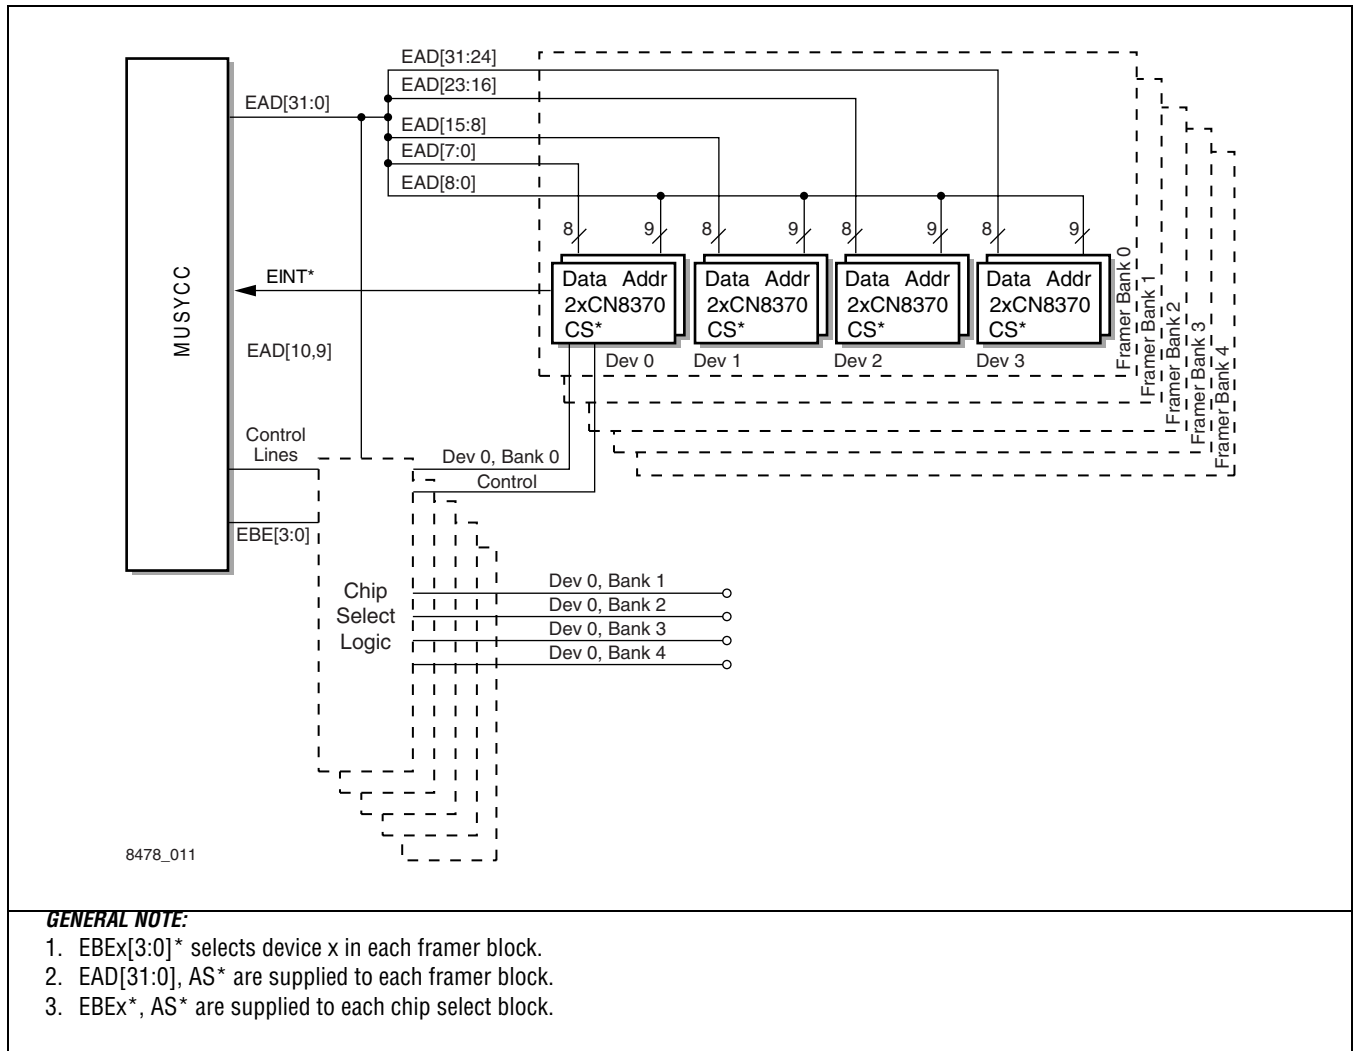 EAD[31:24]
EAD[23:16]
EAD[31:0]
EAD[15:8]
EAD[7:0]
EAD[8:0]
8 9 8 9 8 9 8 9
MUSYCC
EINT*
EAD[10,9]
Data Addr
2xCN8370
CS*
Dev 0
Data Addr
2xCN8370
CS*
Dev 1
Data Addr
2xCN8370
CS*
Dev 2
Data Addr
2xCN8370
CS*
Dev 3
Framer Bank 0
Framer Bank 1
Framer Bank 2
Framer Bank 3
Framer Bank 4
Control
Lines
EBE[3:0]
Dev 0, Bank 0
Control
Chip
Select
Logic
Dev 0, Bank 1
Dev 0, Bank 2
Dev 0, Bank 3
Dev 0, Bank 4
8478_011
GENERAL NOTE:
1. EBEx[3:0]* selects device x in each framer block.
2. EAD[31:0], AS* are supplied to each framer block.
3. EBEx*, AS* are supplied to each chip select block.